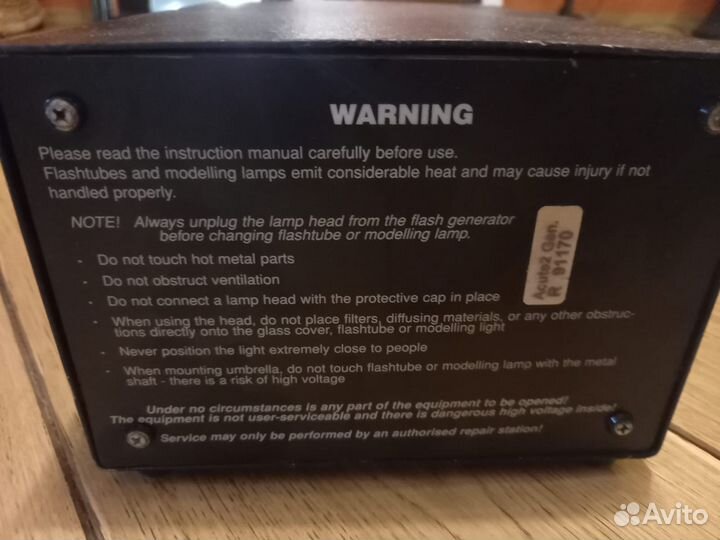 WARNING
Please read the instruction manual carefully before use.
Flashtubes and modelling lamps emit considerable heat and may cause injury if not
handled properly.
NOTE! Always unplug the lamp head from the flash generator
before changing flashtube or modelling lamp.
- Do not touch hot metal parts
- Do not obstruct ventilation
- Do not connect a lamp head with the protective cap in place
- When using the head, do not place filters, diffusing materials, or any other obstruc-
tions directly onto the glass cover, flashtube or modelling light
- Never position the light extremely close to people
- When mounting umbrella, do not touch flashtube or modelling lamp with the metal
shaft - there is a risk of high voltage
Under no circumstances is any part of the equipment to be opened!
The equipment is not user-serviceable and there is dangerous high voltage inside!
Service may only be performed by an authorised repair station!
Acute2 Gen.
R 91170
Avito